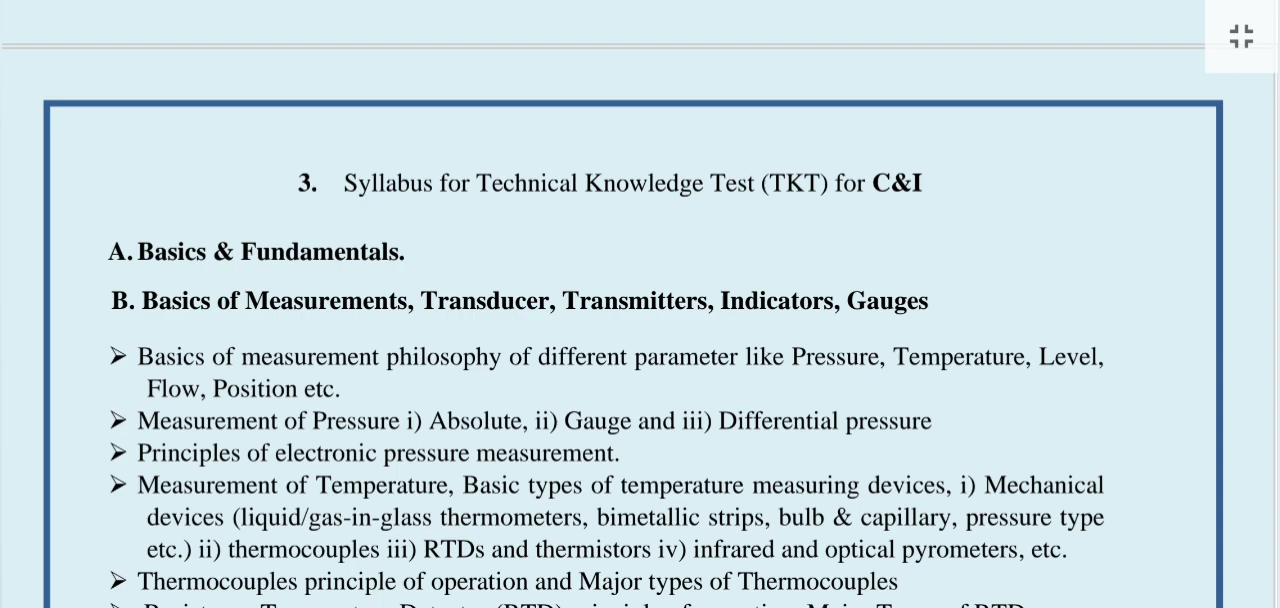 3. Syllabus for Technical Knowledge Test (TKT) for C&I
A. Basics & Fundamentals.
B. Basics of Measurements, Transducer, Transmitters, Indicators, Gauges
➢ Basics of measurement philosophy of different parameter like Pressure, Temperature, Level,
Flow, Position etc.
➢ Measurement of Pressure i) Absolute, ii) Gauge and iii) Differential pressure
➢ Principles of electronic pressure measurement.
➢ Measurement of Temperature, Basic types of temperature measuring devices, i) Mechanical
devices (liquid/gas-in-glass thermometers, bimetallic strips, bulb & capillary, pressure type
etc.) ii) thermocouples iii) RTDs and thermistors iv) infrared and optical pyrometers, etc.
➢ Thermocouples principle of operation and Major types of Thermocouples